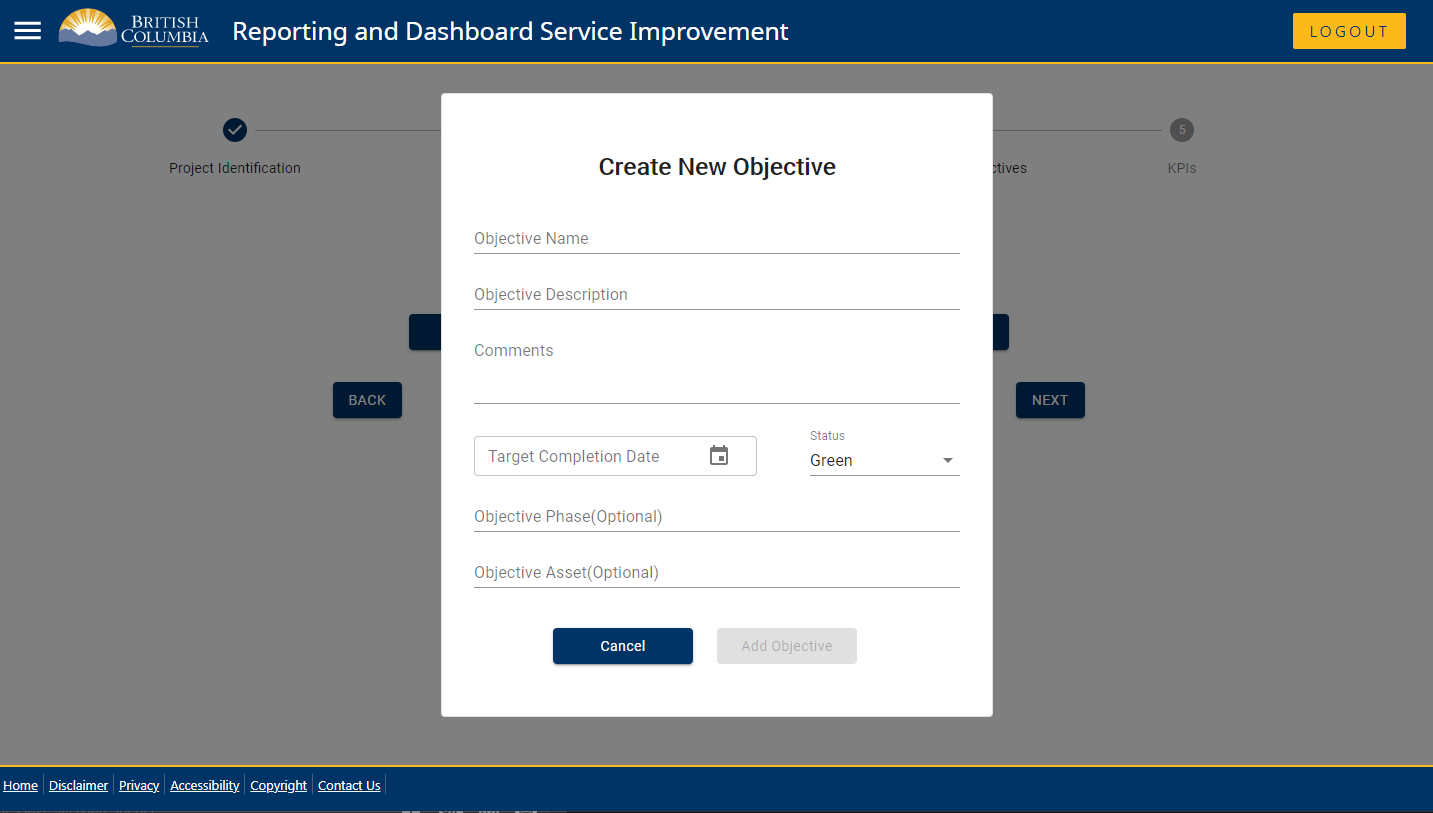 BRITISH
COLUMBIA
Reporting and Dashboard Service Improvement
LOGOUT
5
Project Identification
ctives
KPIs
Create New Objective
Objective Name
Objective Description
Comments
BACK
NEXT
Status
Target Completion Date
Green
Objective Phase(Optional)
Objective Asset(Optional)
Cancel
Add Objective
Home
Disclaimer
Privacy
Accessibility
Copyright
Contact Us